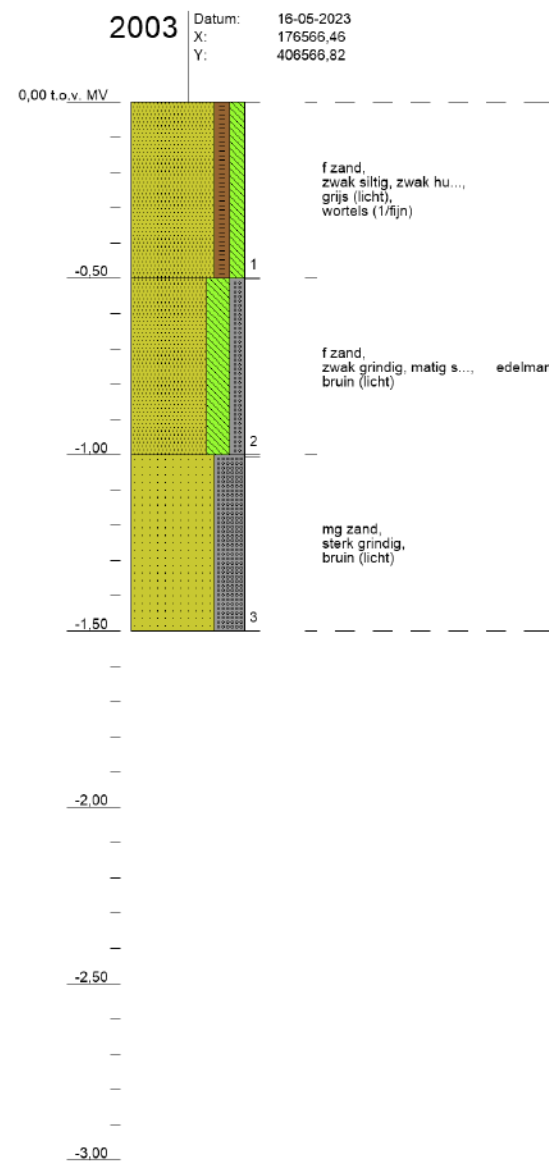 2003
Datum: 16-05-2023
X: 176566,46
Y: 406566,82
0,00 t.o.v. MV
f zand,
zwak siltig, zwak hu...,
grijs (licht),
wortels (1/fijn)
1
-0,50
f zand,
zwak grindig, matig s..., edelman
bruin (licht)
2
-1,00
mg zand,
sterk grindig,
bruin (licht)
3
-1,50
-2,00
-2,50
-3,00